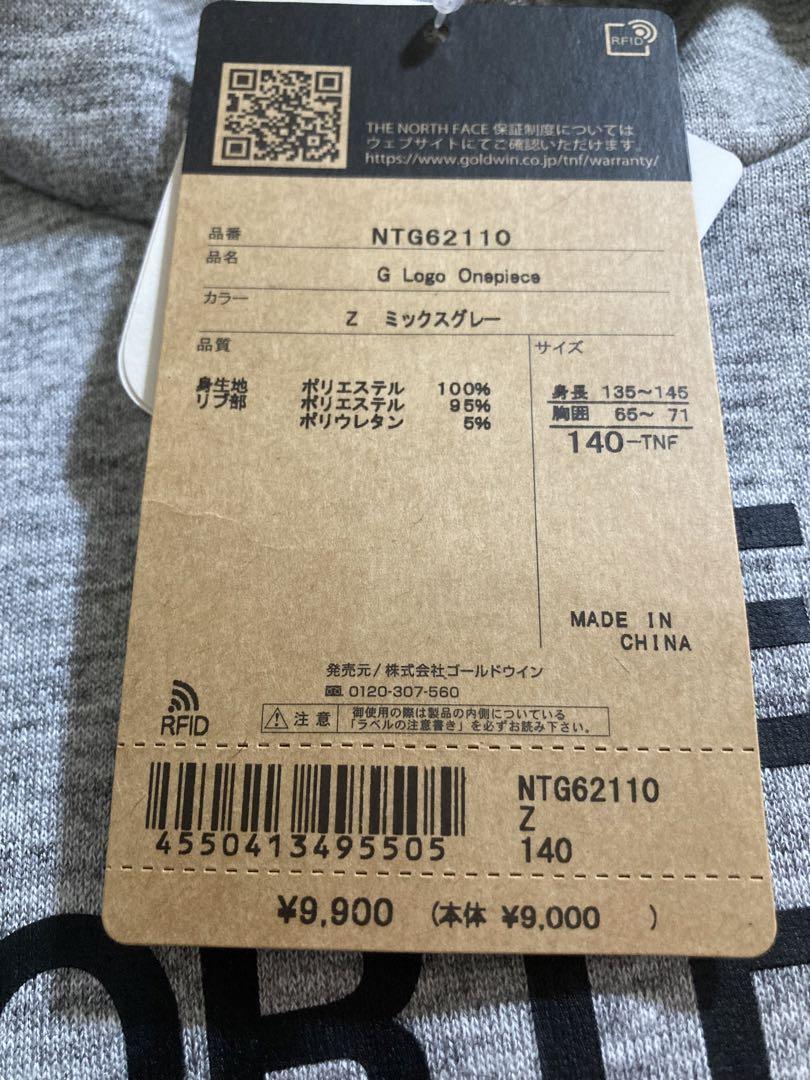 RFID
THE NORTH FACE 保証制度については
ウェブサイトにてご確認いただけます。
https://www.goldwin.co.jp/tnf/warranty/
品番 NTG62110
品名 G Logo Onepiece
カラー Z ミックスグレー
品質
身生地 ポリエステル 100%
リブ部 ポリエステル 95%
ポリウレタン 5%
サイズ
身長 135~145
胸囲 65~ 71
140-TNF
MADE IN
CHINA
発売元/株式会社ゴールドウイン
0120-307-560
RFID
注意 御使用の際は製品の内側についている
「ラベルの注意書き」を必ずお読み下さい。
4550413495505
NTG62110
Z
140
¥9,900 (本体 ¥9,000 )